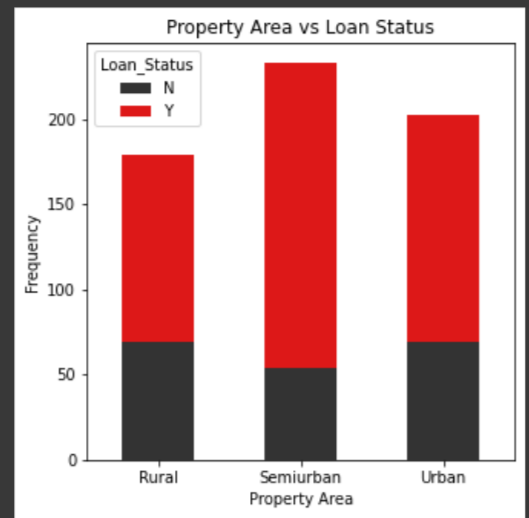 Property Area vs Loan Status
Loan_Status
N
Y
200
150
100
50
0
Frequency
Rural Semiurban Urban
Property Area